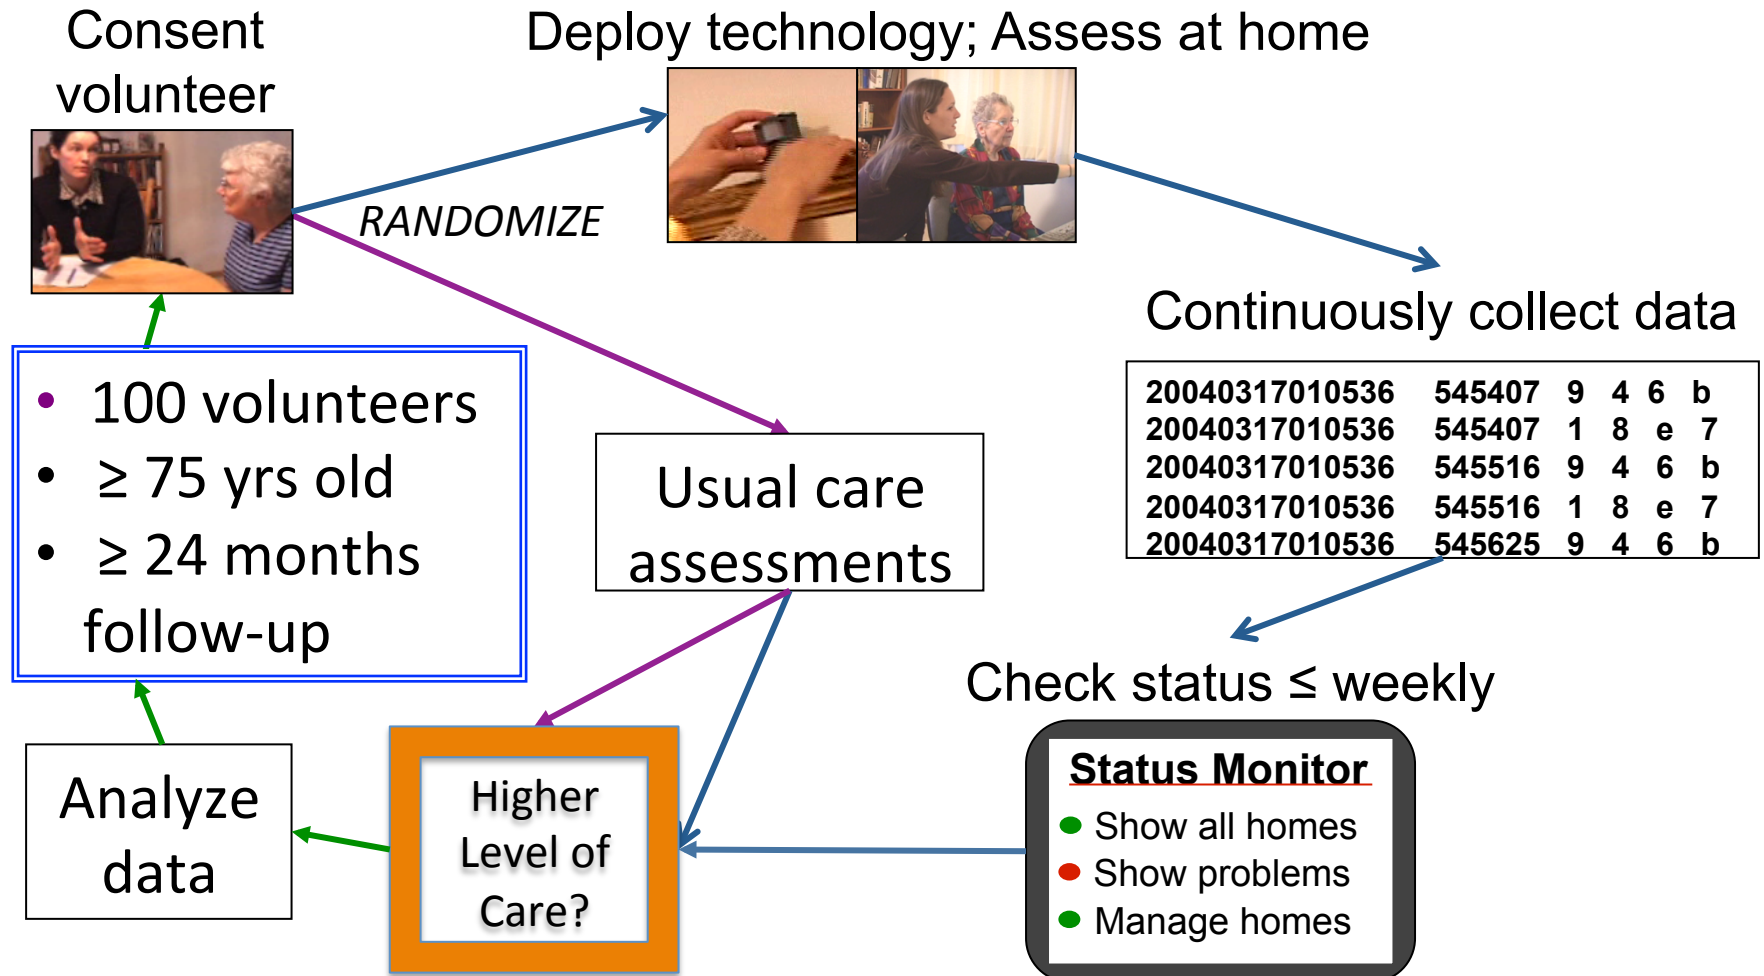 Consent
volunteer
Deploy technology; Assess at home
RANDOMIZE
Continuously collect data
20040317010536 545407 9 4 6 b
20040317010536 545407 1 8 e 7
20040317010536 545516 9 4 6 b
20040317010536 545516 1 8 e 7
20040317010536 545625 9 4 6 b
• 100 volunteers
• ≥ 75 yrs old
• ≥ 24 months
follow-up
Usual care
assessments
Check status ≤ weekly
Status Monitor
Show all homes
Show problems
Manage homes
Higher
Level of
Care?
Analyze
data